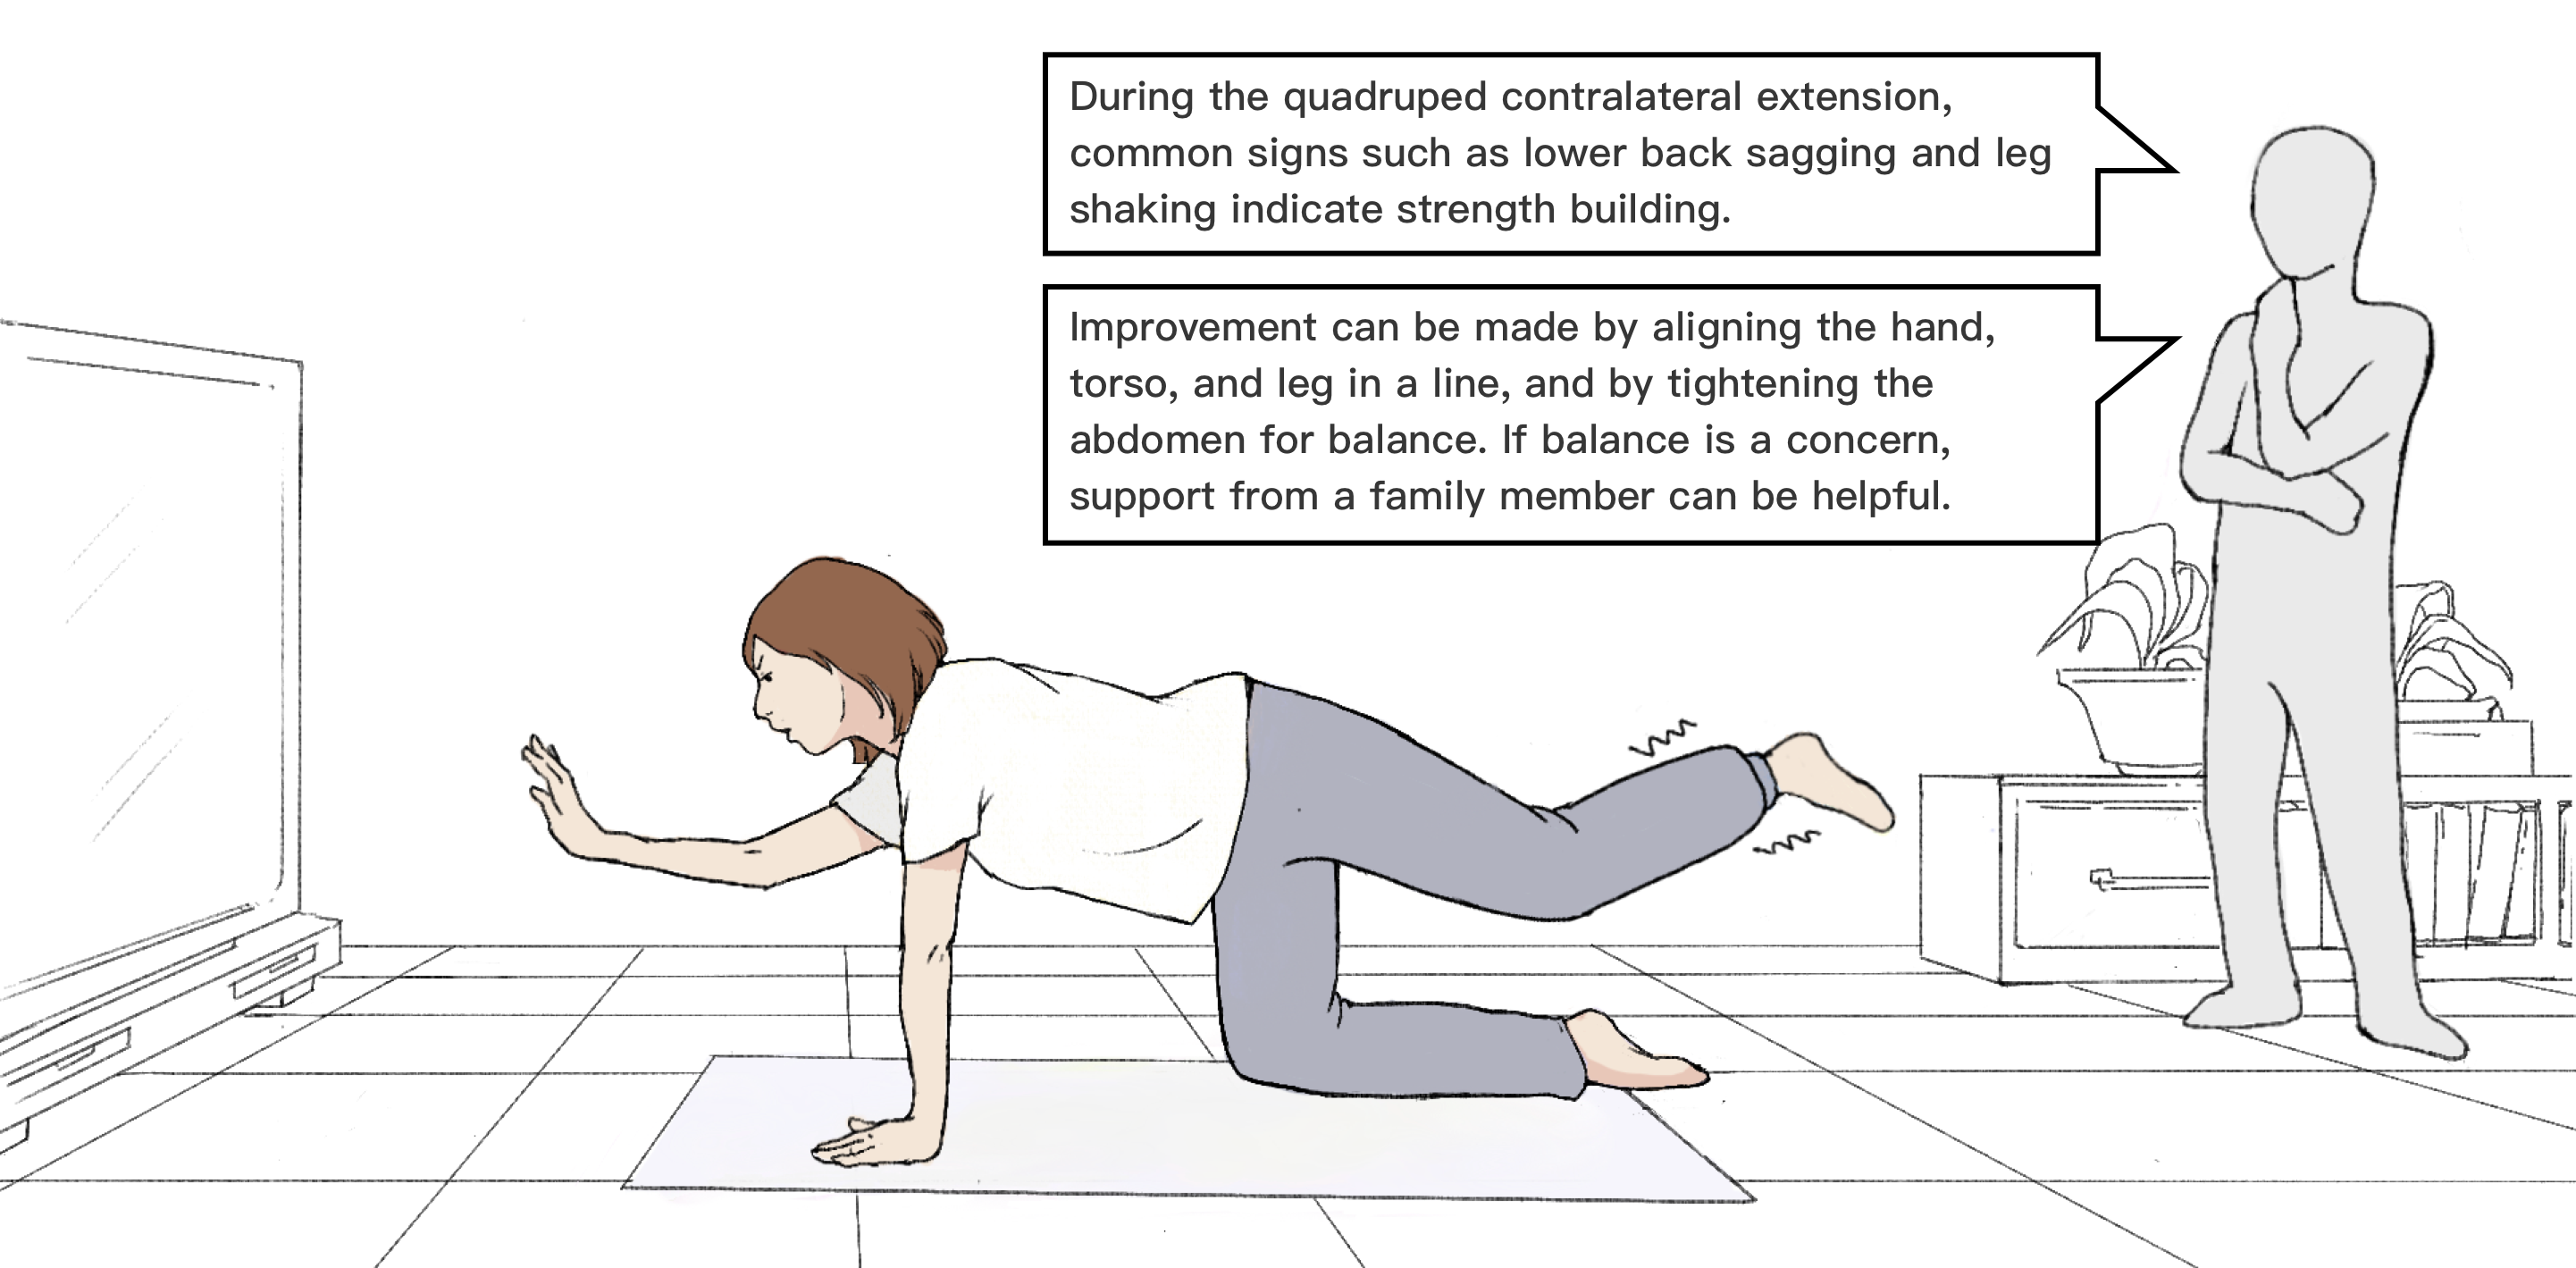 During the quadruped contralateral extension,
common signs such as lower back sagging and leg
shaking indicate strength building.
Improvement can be made by aligning the hand,
torso, and leg in a line, and by tightening the
abdomen for balance. If balance is a concern,
support from a family member can be helpful.